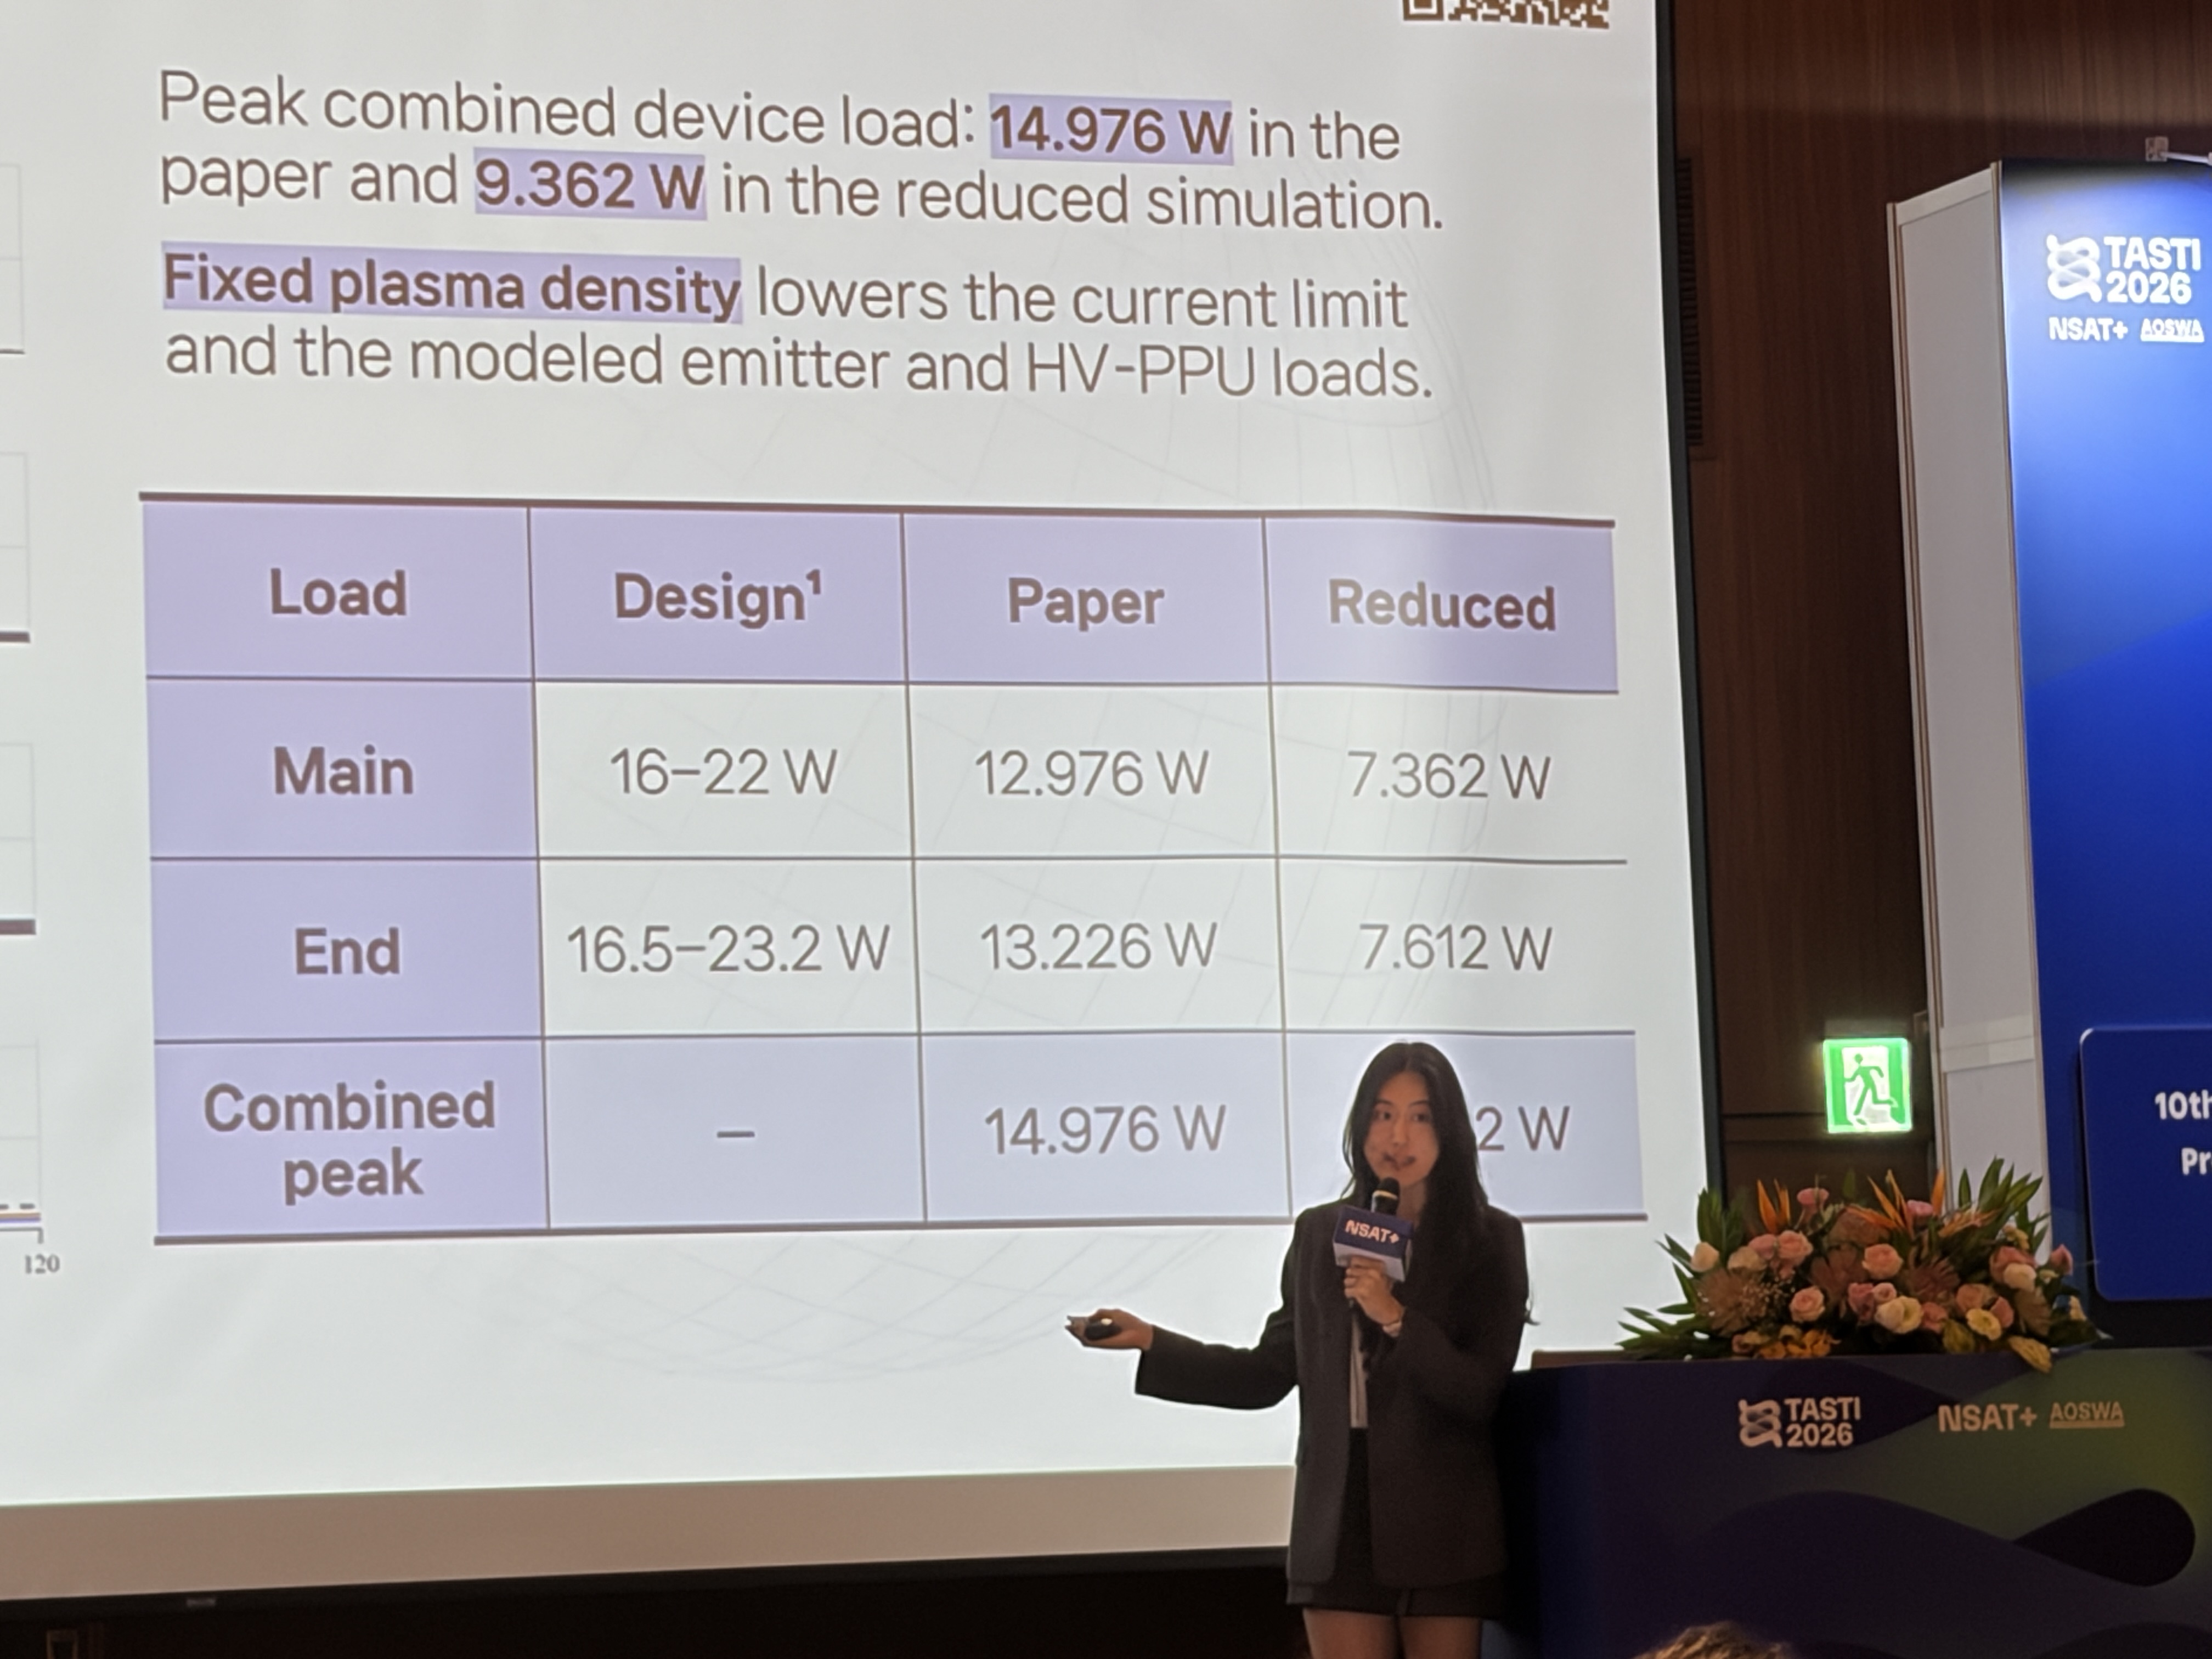 Peak combined device load: 14.976 W in the
paper and 9.362 W in the reduced simulation.
Fixed plasma density lowers the current limit
and the modeled emitter and HV-PPU loads.
Load Design¹ Paper Reduced
Main 16–22 W 12.976 W 7.362 W
End 16.5–23.2 W 13.226 W 7.612 W
Combined
peak – 14.976 W 2 W
120
TASTI
2026
NSAT+ AOSWA
10th
Pr
NSAT+
TASTI
2026
NSAT+ AOSWA